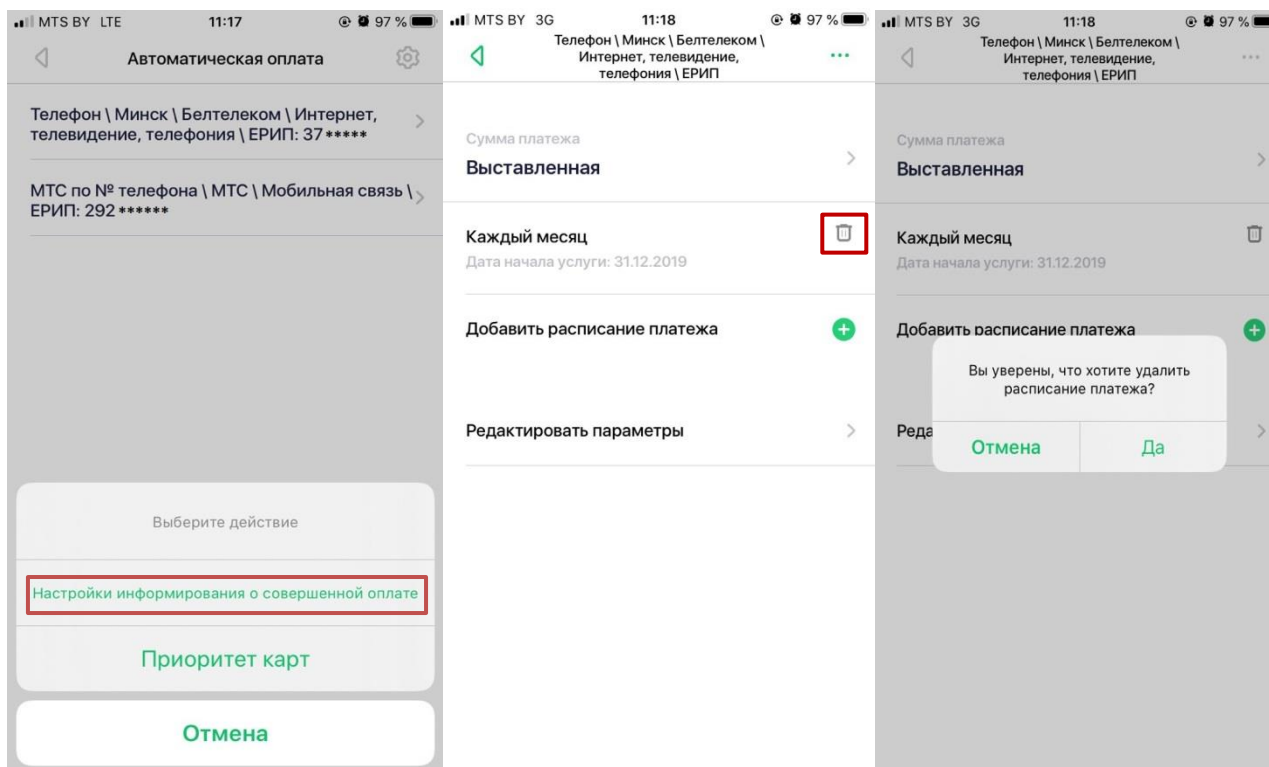 MTS BY LTE 11:17 97 %
Автоматическая оплата
Телефон \ Минск \ Белтелеком \ Интернет,
телевидение, телефония \ ЕРИП: 37*****
МТС по № телефона \ МТС \ Мобильная связь \
ЕРИП: 292******
Выберите действие
Настройки информирования о совершенной оплате
Приоритет карт
Отмена
MTS BY 3G 11:18 97 %
Телефон \ Минск \ Белтелеком \
Интернет, телевидение,
телефония \ ЕРИП
Сумма платежа
Выставленная
Каждый месяц
Дата начала услуги: 31.12.2019
Добавить расписание платежа
Редактировать параметры
MTS BY 3G 11:18 97 %
Телефон \ Минск \ Белтелеком \
Интернет, телевидение,
телефония \ ЕРИП
Сумма платежа
Выставленная
Каждый месяц
Дата начала услуги: 31.12.2019
Добавить расписание платежа
Вы уверены, что хотите удалить
расписание платежа?
Реда
Отмена Да